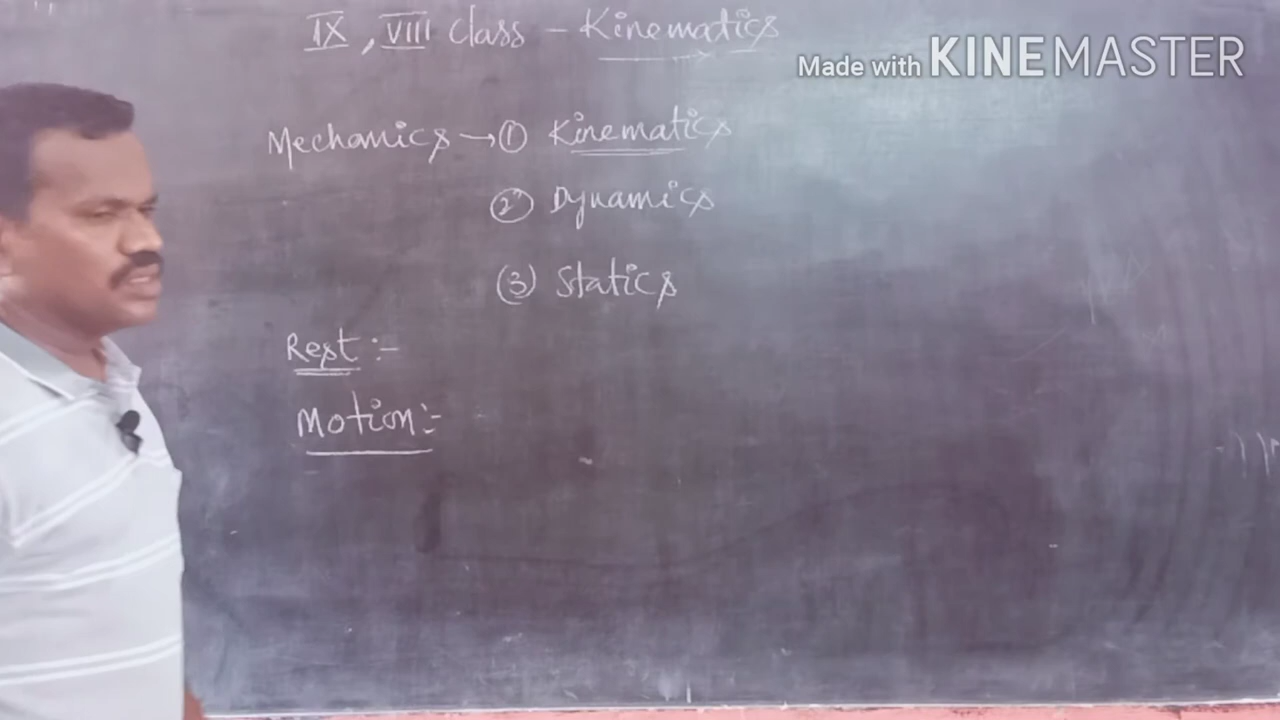 IX, VIII Class - Kinematics
Made with KINEMASTER
Mechanics → ① Kinematics
② Dynamics
③ Statics
Rest :-
Motion :-